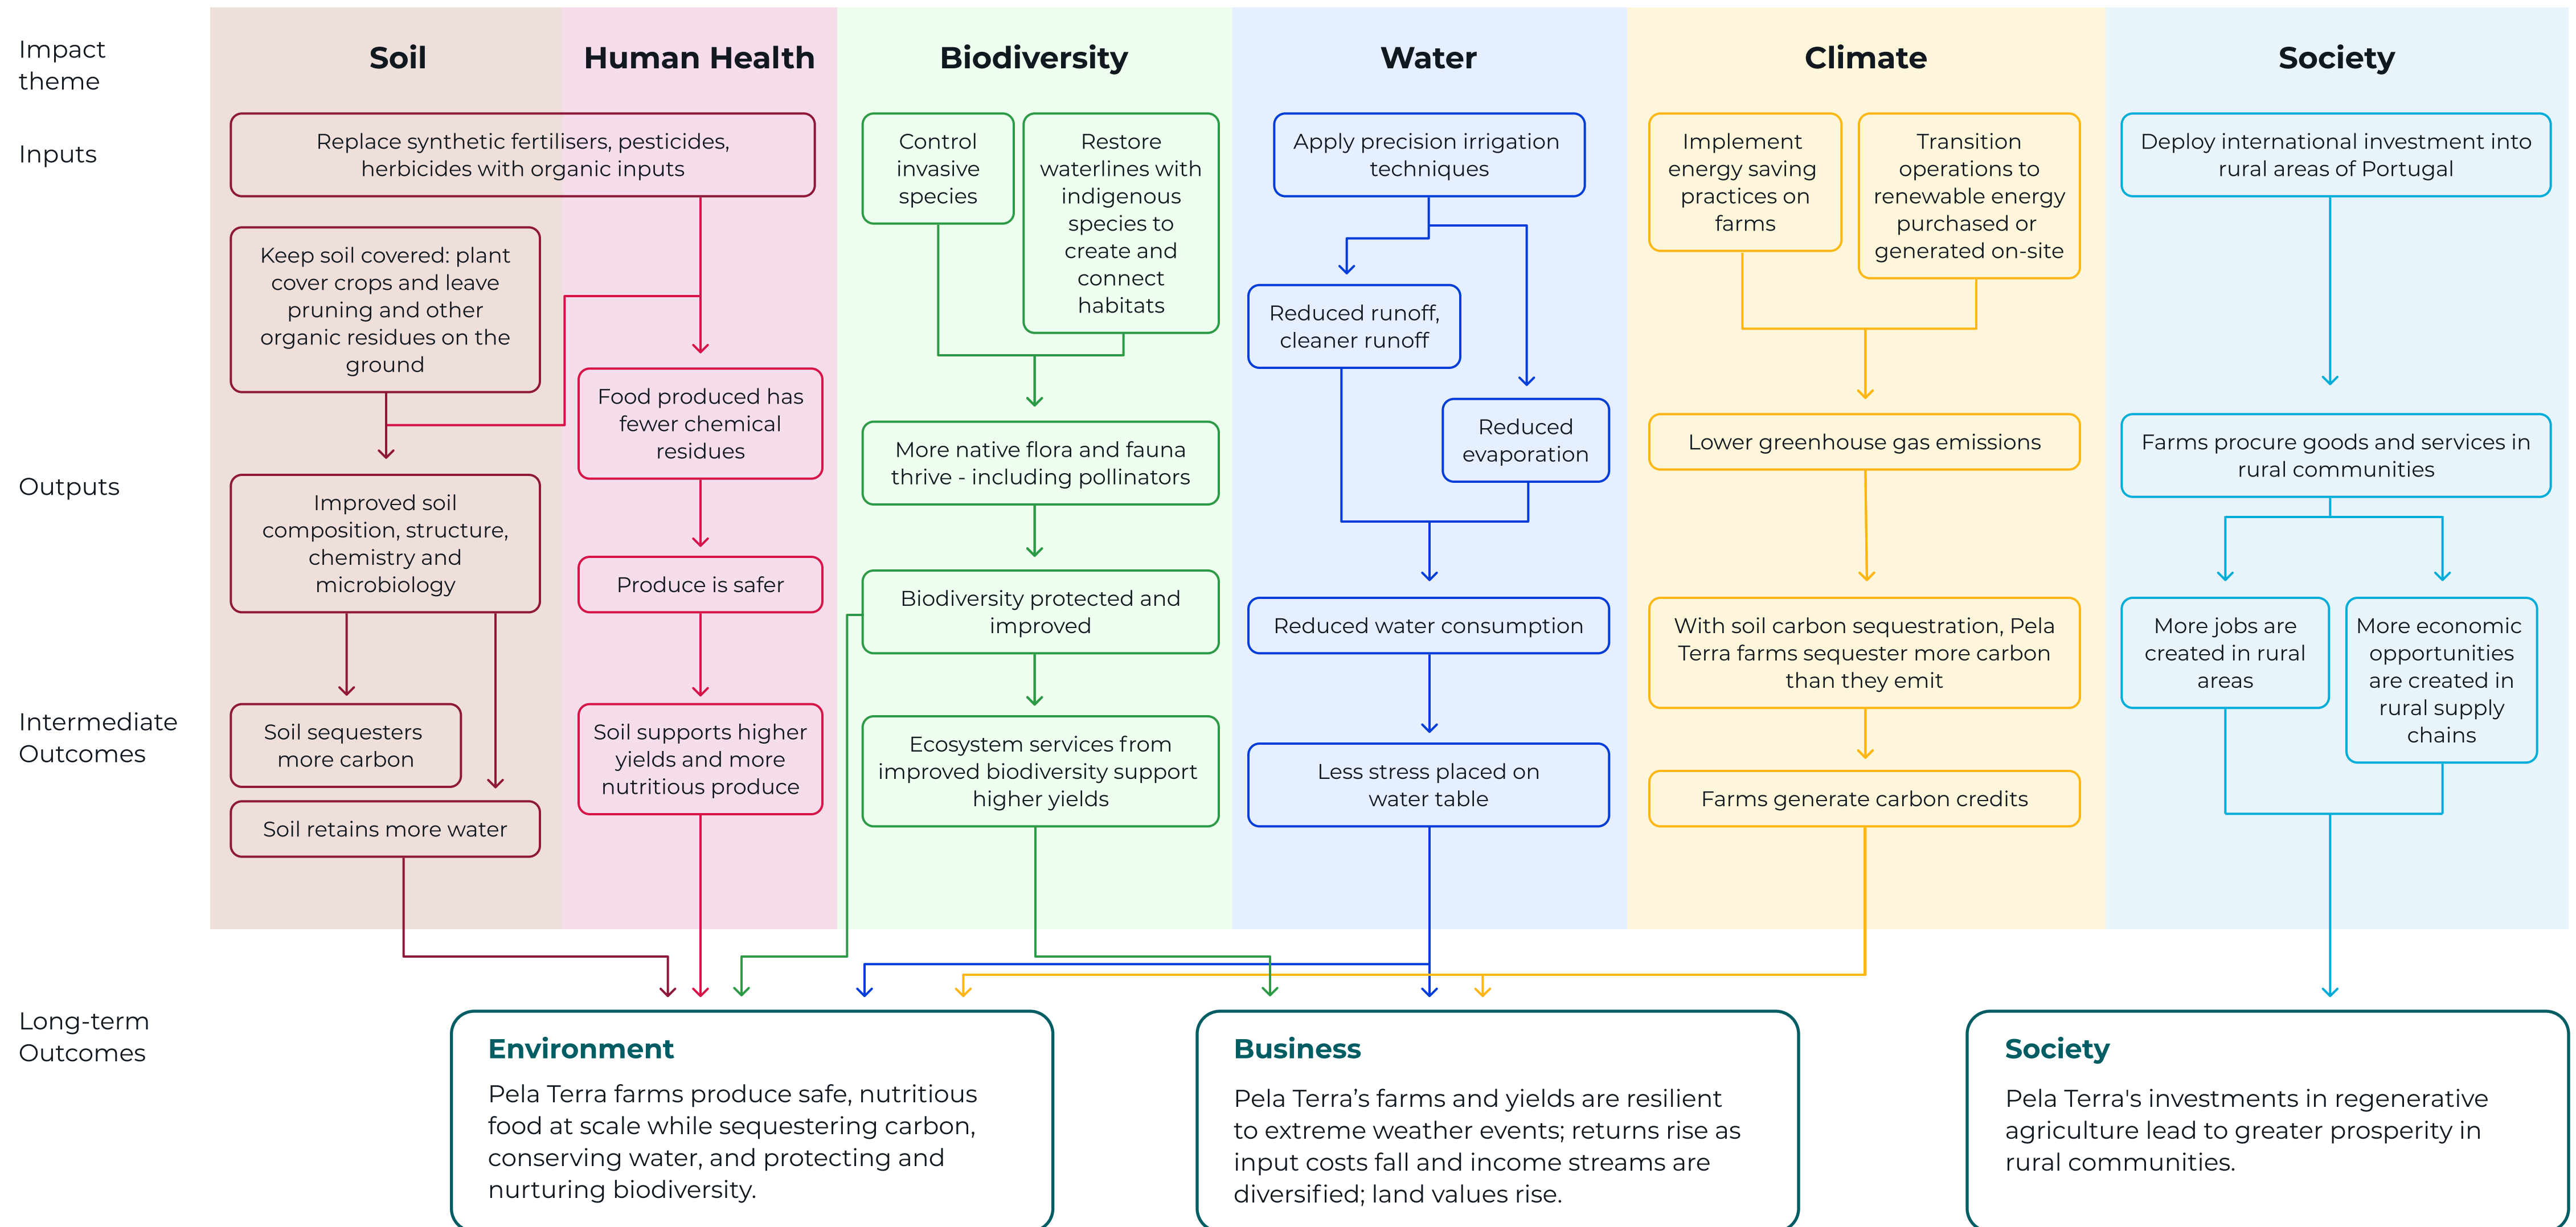 Impact
theme
Soil
Human Health
Biodiversity
Water
Climate
Society
Inputs
Replace synthetic fertilisers, pesticides,
herbicides with organic inputs
Keep soil covered: plant
cover crops and leave
pruning and other
organic residues on the
ground
Control
invasive
species
Restore
waterlines with
indigenous
species to
create and
connect
habitats
Apply precision irrigation
techniques
Implement
energy saving
practices on
farms
Transition
operations to
renewable energy
purchased or
generated on-site
Deploy international investment into
rural areas of Portugal
Outputs
Improved soil
composition, structure,
chemistry and
microbiology
Food produced has
fewer chemical
residues
Produce is safer
More native flora and fauna
thrive - including pollinators
Biodiversity protected and
improved
Reduced runoff,
cleaner runoff
Reduced
evaporation
Reduced water consumption
Lower greenhouse gas emissions
With soil carbon sequestration, Pela
Terra farms sequester more carbon
than they emit
Farms procure goods and services in
rural communities
More jobs are
created in rural
areas
More economic
opportunities
are created in
rural supply
chains
Intermediate
Outcomes
Soil sequesters
more carbon
Soil retains more water
Soil supports higher
yields and more
nutritious produce
Ecosystem services from
improved biodiversity support
higher yields
Less stress placed on
water table
Farms generate carbon credits
Long-term
Outcomes
Environment
Pela Terra farms produce safe, nutritious
food at scale while sequestering carbon,
conserving water, and protecting and
nurturing biodiversity.
Business
Pela Terra’s farms and yields are resilient
to extreme weather events; returns rise as
input costs fall and income streams are
diversified; land values rise.
Society
Pela Terra's investments in regenerative
agriculture lead to greater prosperity in
rural communities.